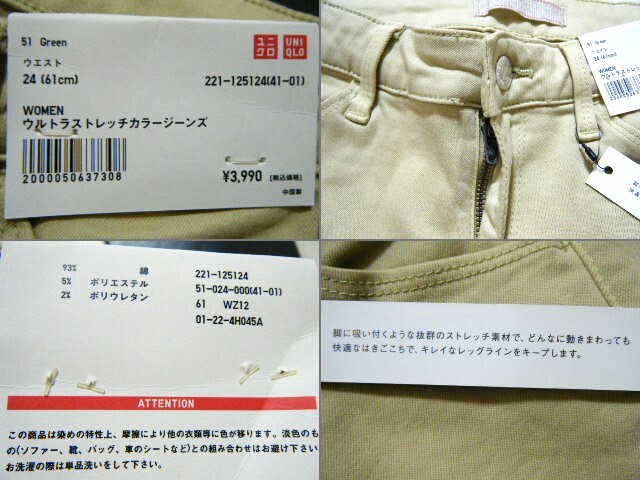 51 Green
ユニクロ UNIQLO
ウエスト
24 (61cm)
221-125124(41-01)
WOMEN
ウルトラストレッチカラージーンズ
2000050637308
¥3,990 [税込価格]
中国製
51 Green
ウエスト
24 (61cm)
WOMEN
93% 綿
5% ポリエステル
2% ポリウレタン
221-125124
51-024-000(41-01)
61 WZ12
01-22-4H045A
ATTENTION
この商品は染めの特性上、摩擦により他の衣類等に色が移ります。淡色のも
の(ソファー、靴、バッグ、車のシートなど)との組み合わせはお避け下さい
お洗濯の際は単品洗いをして下さい。
脚に吸い付くような抜群のストレッチ素材で、どんなに動きまわっても
快適なはきごこちで、キレイなレッグラインをキープします。